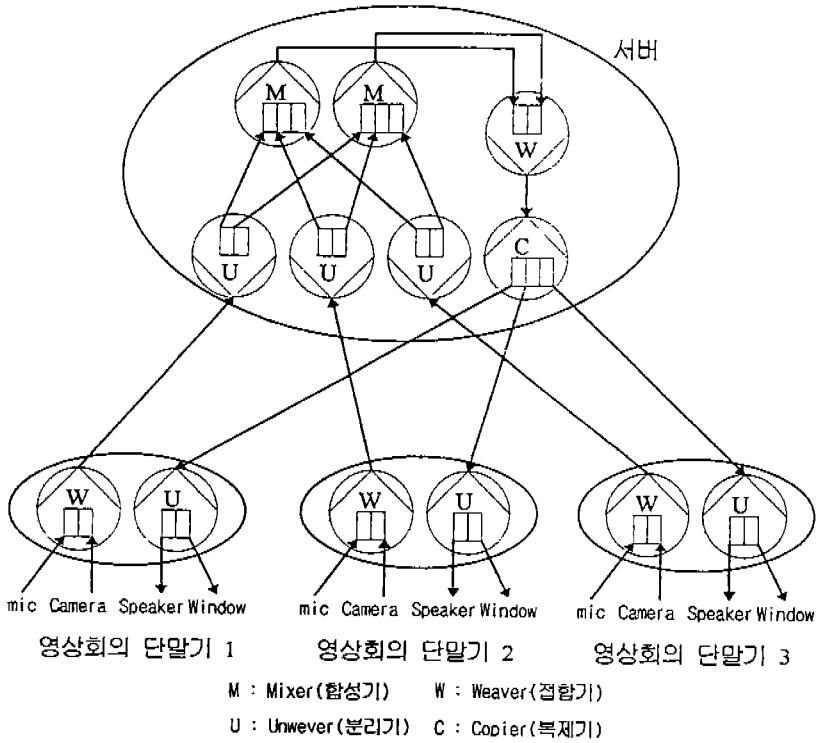 서버
M M
W
U U U C
W U W U W U
mic Camera Speaker Window mic Camera Speaker Window mic Camera Speaker Window
영상회의 단말기 1 영상회의 단말기 2 영상회의 단말기 3
M : Mixer(합성기) W : Weaver(접합기)
U : Unwever(분리기) C : Copier(복제기)